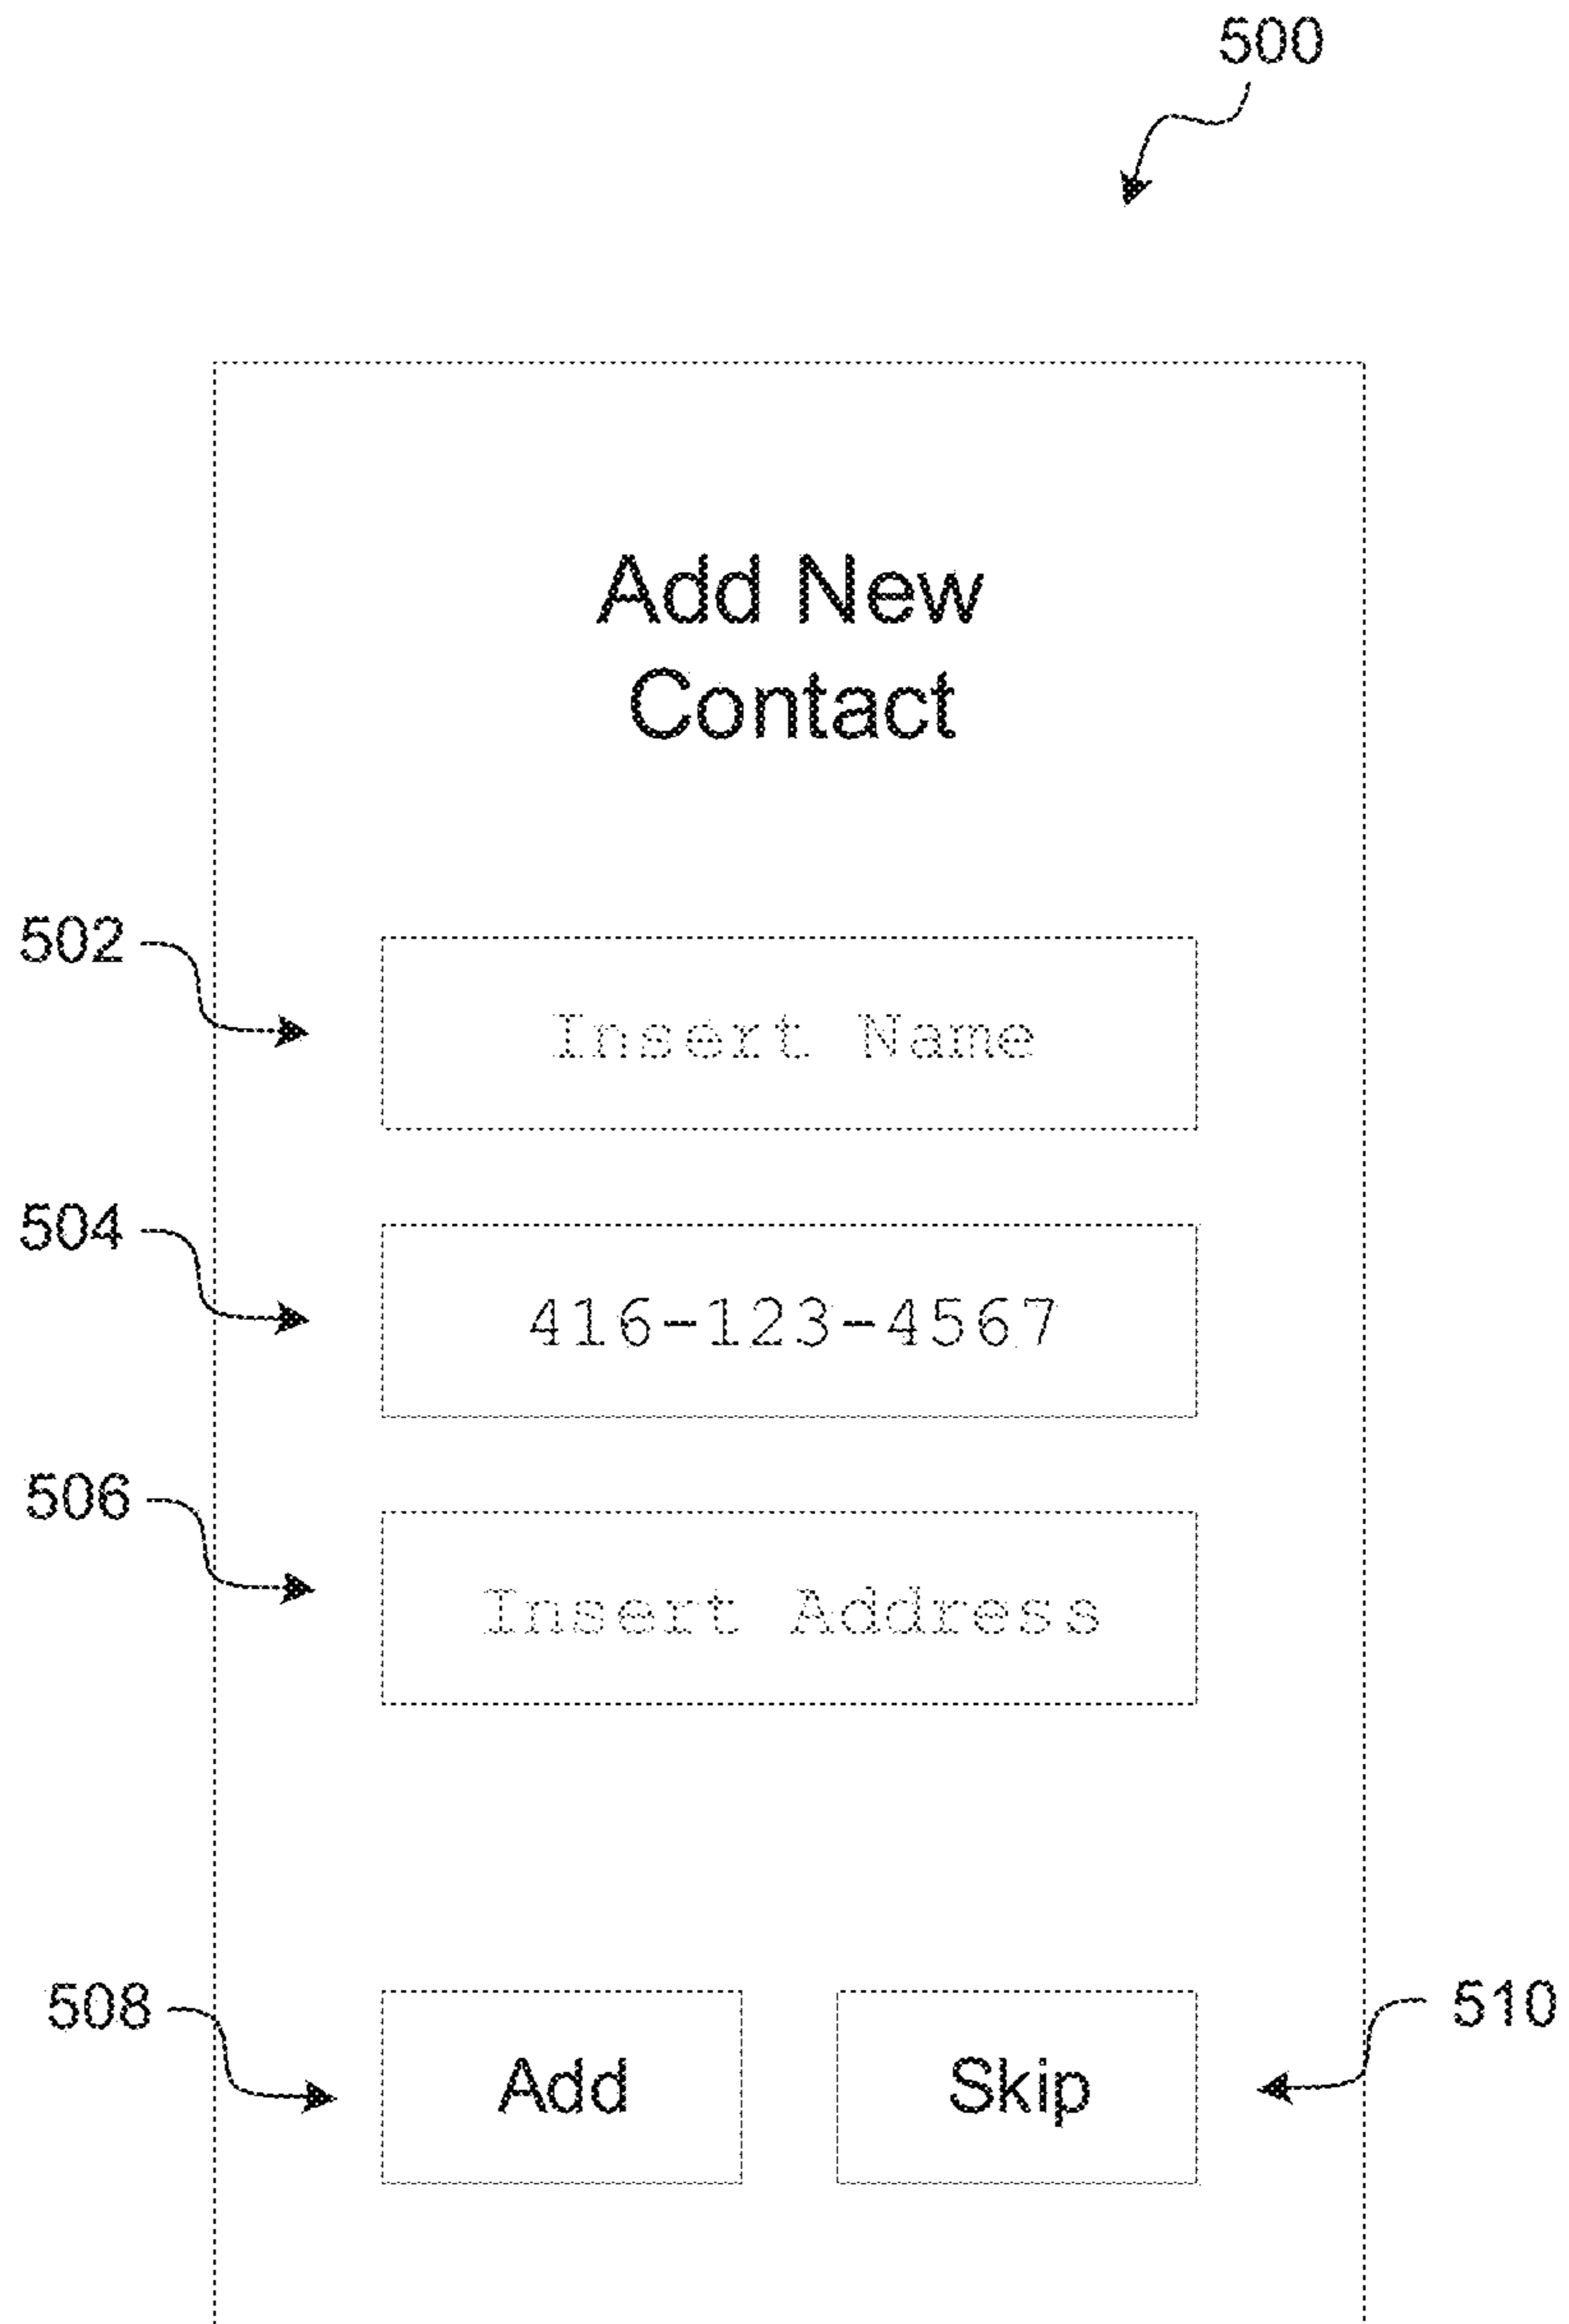 500
Add New
Contact
502
Insert Name
504
416-123-4567
506
Insert Address
508
Add
Skip
510